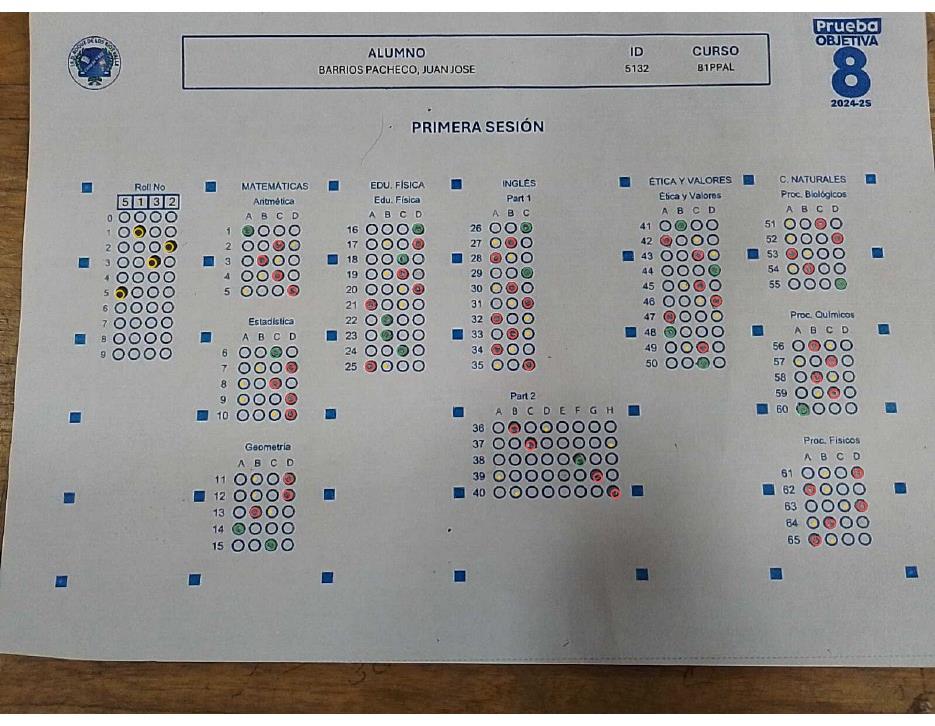 Prueba
OBJETIVA
8
2024-2S
ALUMNO
BARRIOS PACHECO, JUAN JOSE
ID
5132
CURSO
81PPAL
PRIMERA SESIÓN
Roll No
5 1 3 2
0
1
2
3
4
5
6
7
8
9
MATEMÁTICAS
Aritmética
A B C D
1
2
3
4
5
Estadística
A B C D
6
7
8
9
10
Geometría
A B C D
11
12
13
14
15
EDU. FÍSICA
Edu. Física
A B C D
16
17
18
19
20
21
22
23
24
25
INGLÉS
Part 1
A B C
26
27
28
29
30
31
32
33
34
35
Part 2
A B C D E F G H
36
37
38
39
40
ÉTICA Y VALORES
Ética y Valores
A B C D
41
42
43
44
45
46
47
48
49
50
C. NATURALES
Proc. Biológicos
A B C D
51
52
53
54
55
Proc. Químicos
A B C D
56
57
58
59
60
Proc. Físicos
A B C D
61
62
63
64
65